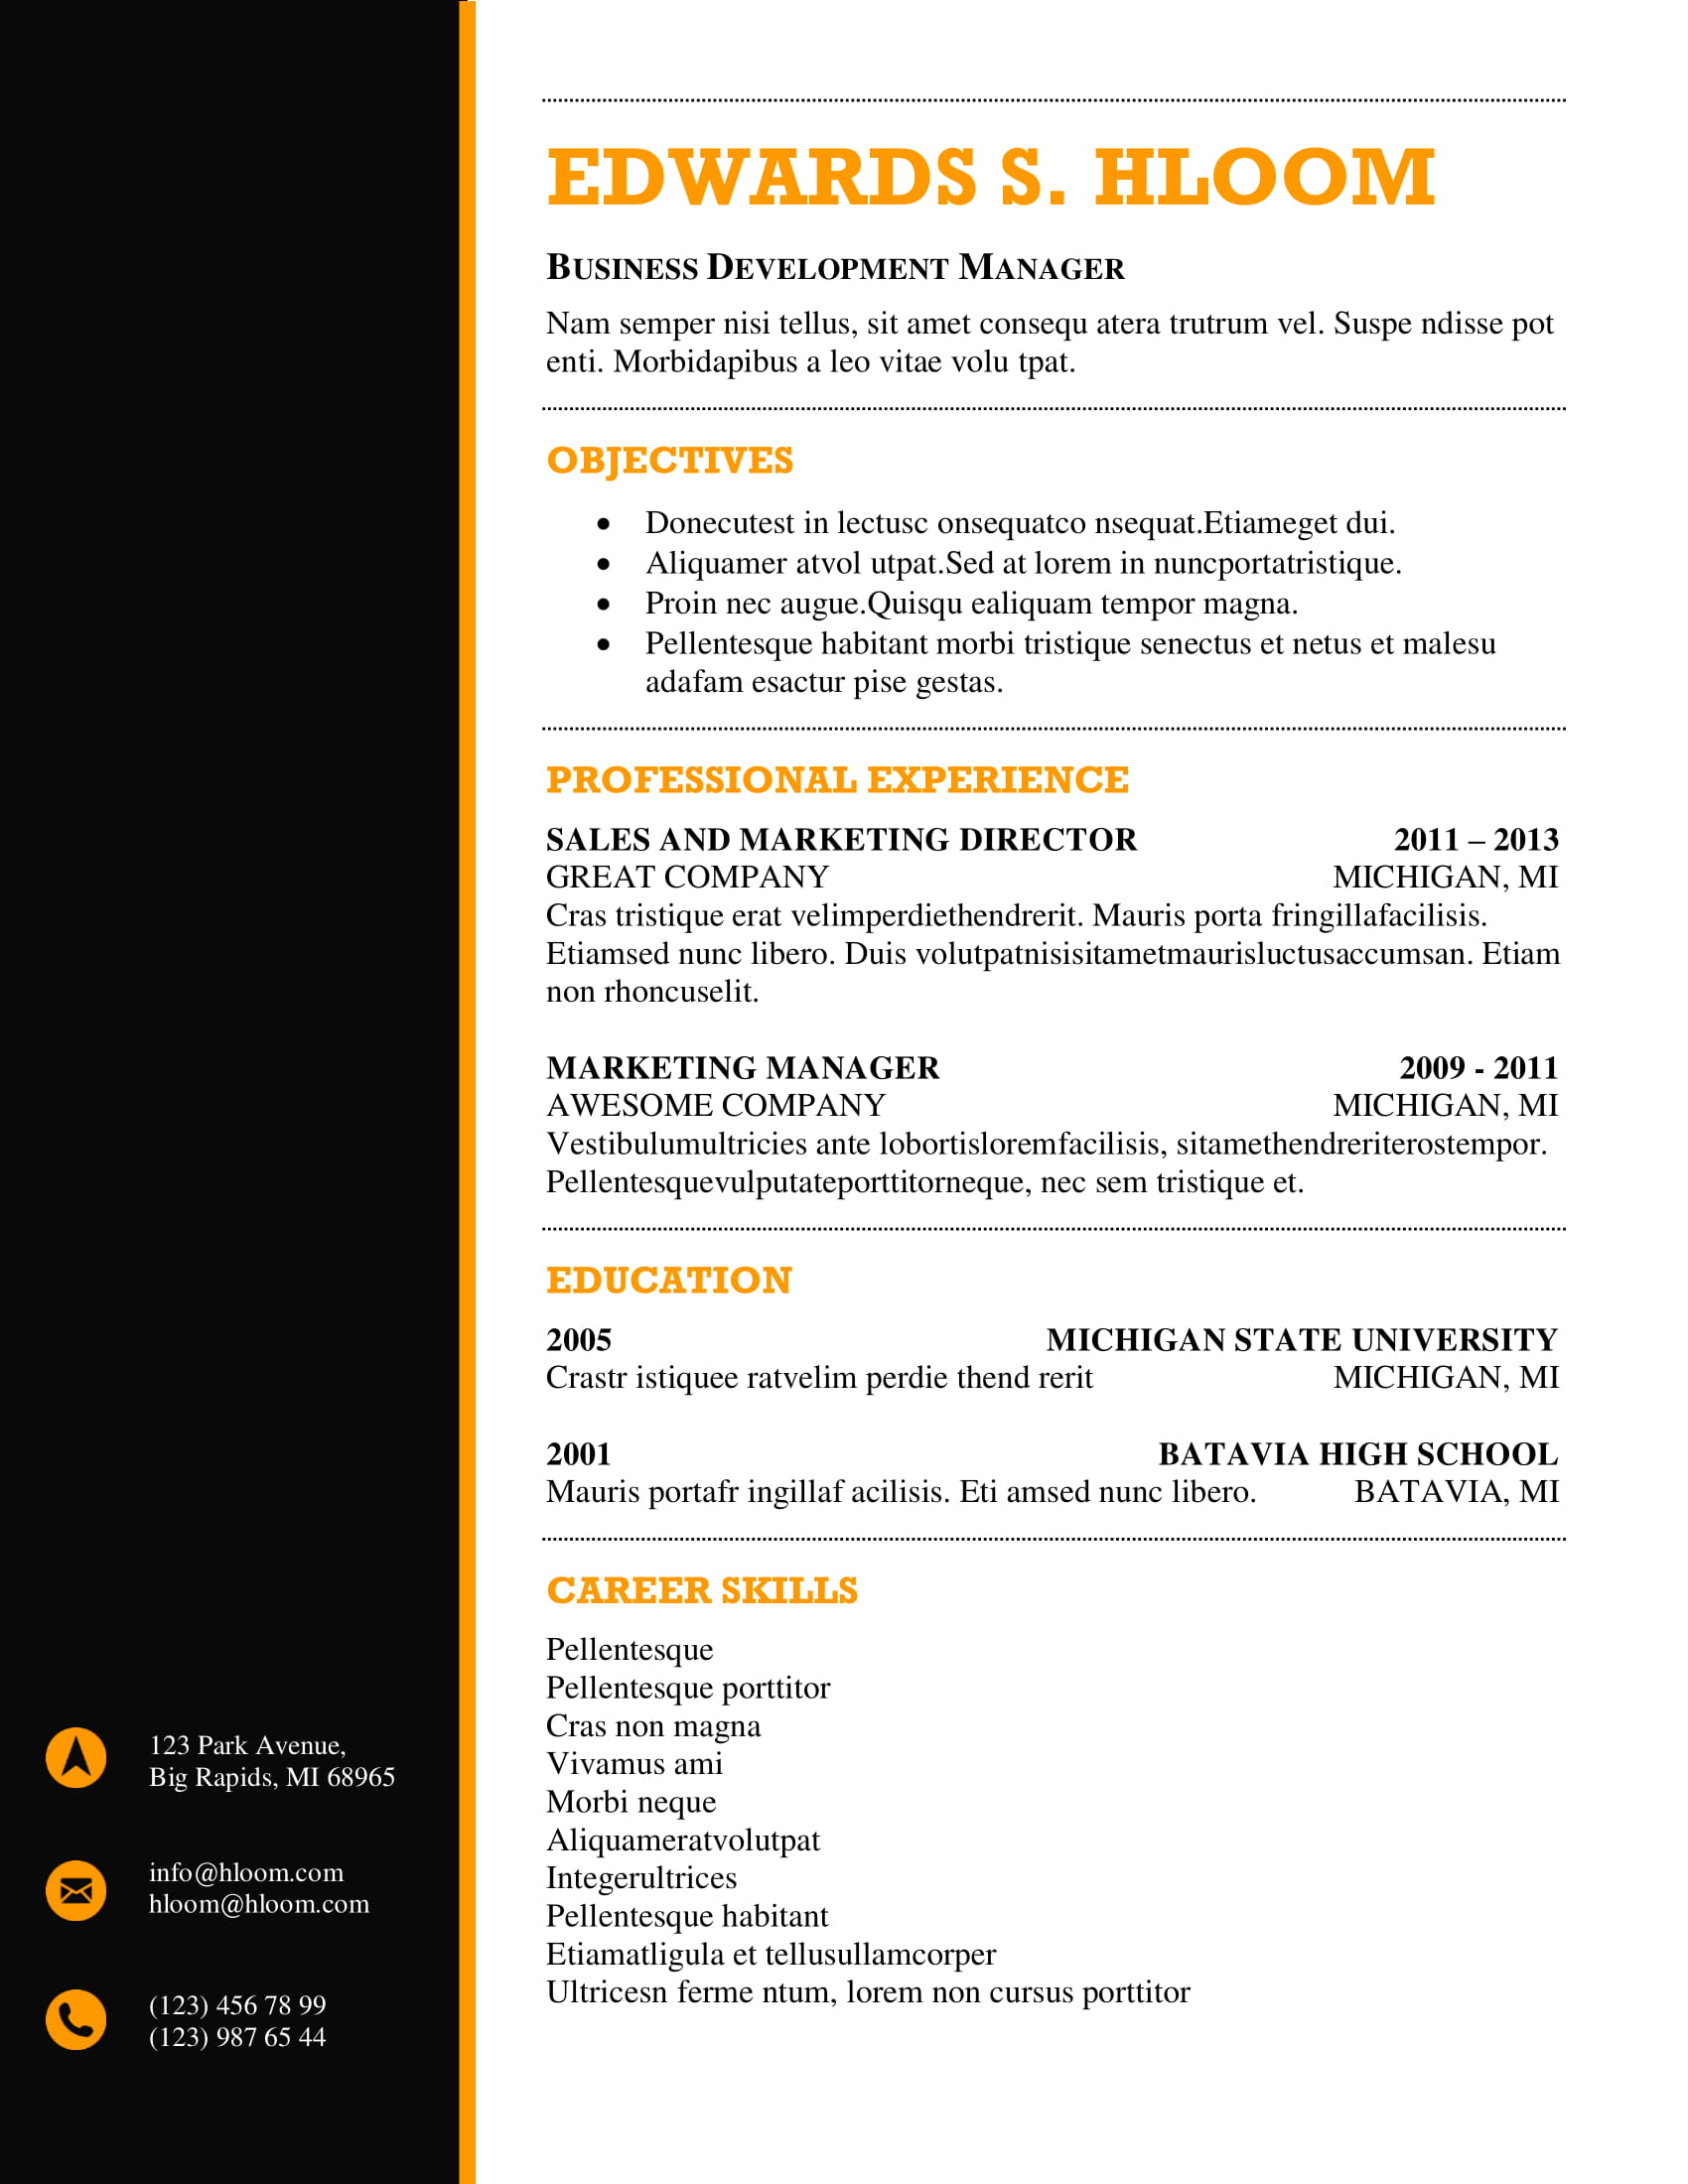 EDWARDS S. HLOOM
BUSINESS DEVELOPMENT MANAGER
Nam semper nisi tellus, sit amet consequ atera trutrum vel. Suspe ndisse pot
enti. Morbidapibus a leo vitae volu tpat.
OBJECTIVES
• Donecutest in lectusc onsequatco nsequat.Etiameget dui.
• Aliquamer atvol utpat.Sed at lorem in nuncportatristique.
• Proin nec augue.Quisqu ealiquam tempor magna.
• Pellentesque habitant morbi tristique senectus et netus et malesu
adafam esactur pise gestas.
PROFESSIONAL EXPERIENCE
SALES AND MARKETING DIRECTOR 2011 – 2013
GREAT COMPANY MICHIGAN, MI
Cras tristique erat velimperdiethendrerit. Mauris porta fringillafacilisis.
Etiamsed nunc libero. Duis volutpatnisisitametmaurisluctusaccumsan. Etiam
non rhoncuselit.
MARKETING MANAGER 2009 - 2011
AWESOME COMPANY MICHIGAN, MI
Vestibulumultricies ante lobortisloremfacilisis, sitamethendreriterostempor.
Pellentesquevulputateporttitorneque, nec sem tristique et.
EDUCATION
2005 MICHIGAN STATE UNIVERSITY
Crastr istiquee ratvelim perdie thend rerit MICHIGAN, MI
2001 BATAVIA HIGH SCHOOL
Mauris portafr ingillaf acilisis. Eti amsed nunc libero. BATAVIA, MI
CAREER SKILLS
Pellentesque
Pellentesque porttitor
Cras non magna
Vivamus ami
Morbi neque
Aliquameratvolutpat
Integerultrices
Pellentesque habitant
Etiamatligula et tellusullamcorper
Ultricesn ferme ntum, lorem non cursus porttitor
123 Park Avenue,
Big Rapids, MI 68965
info@hloom.com
hloom@hloom.com
(123) 456 78 99
(123) 987 65 44